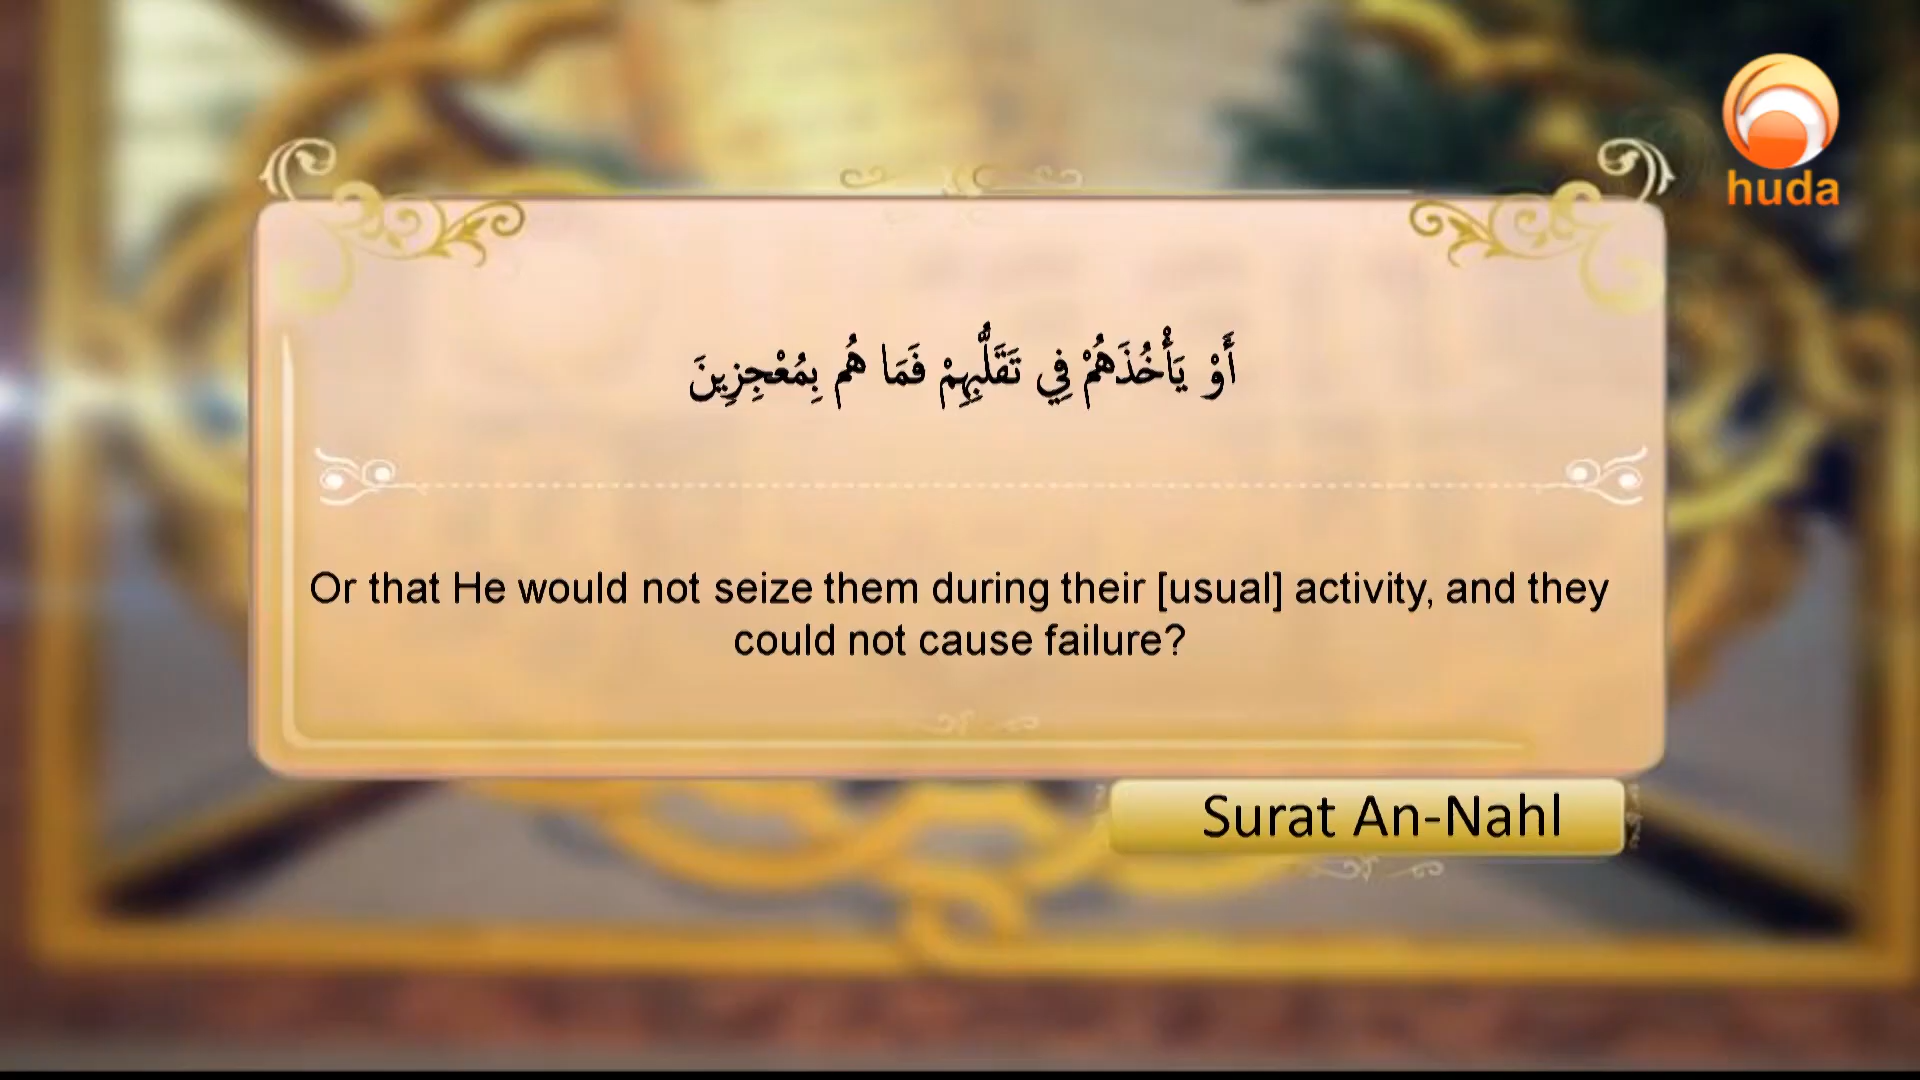 huda
أَوْ يَأْخُذَهُمْ فِي تَقَلُّبِهِمْ فَمَا هُم بِمُعْجِزِينَ
Or that He would not seize them during their [usual] activity, and they
could not cause failure?
Surat An-Nahl